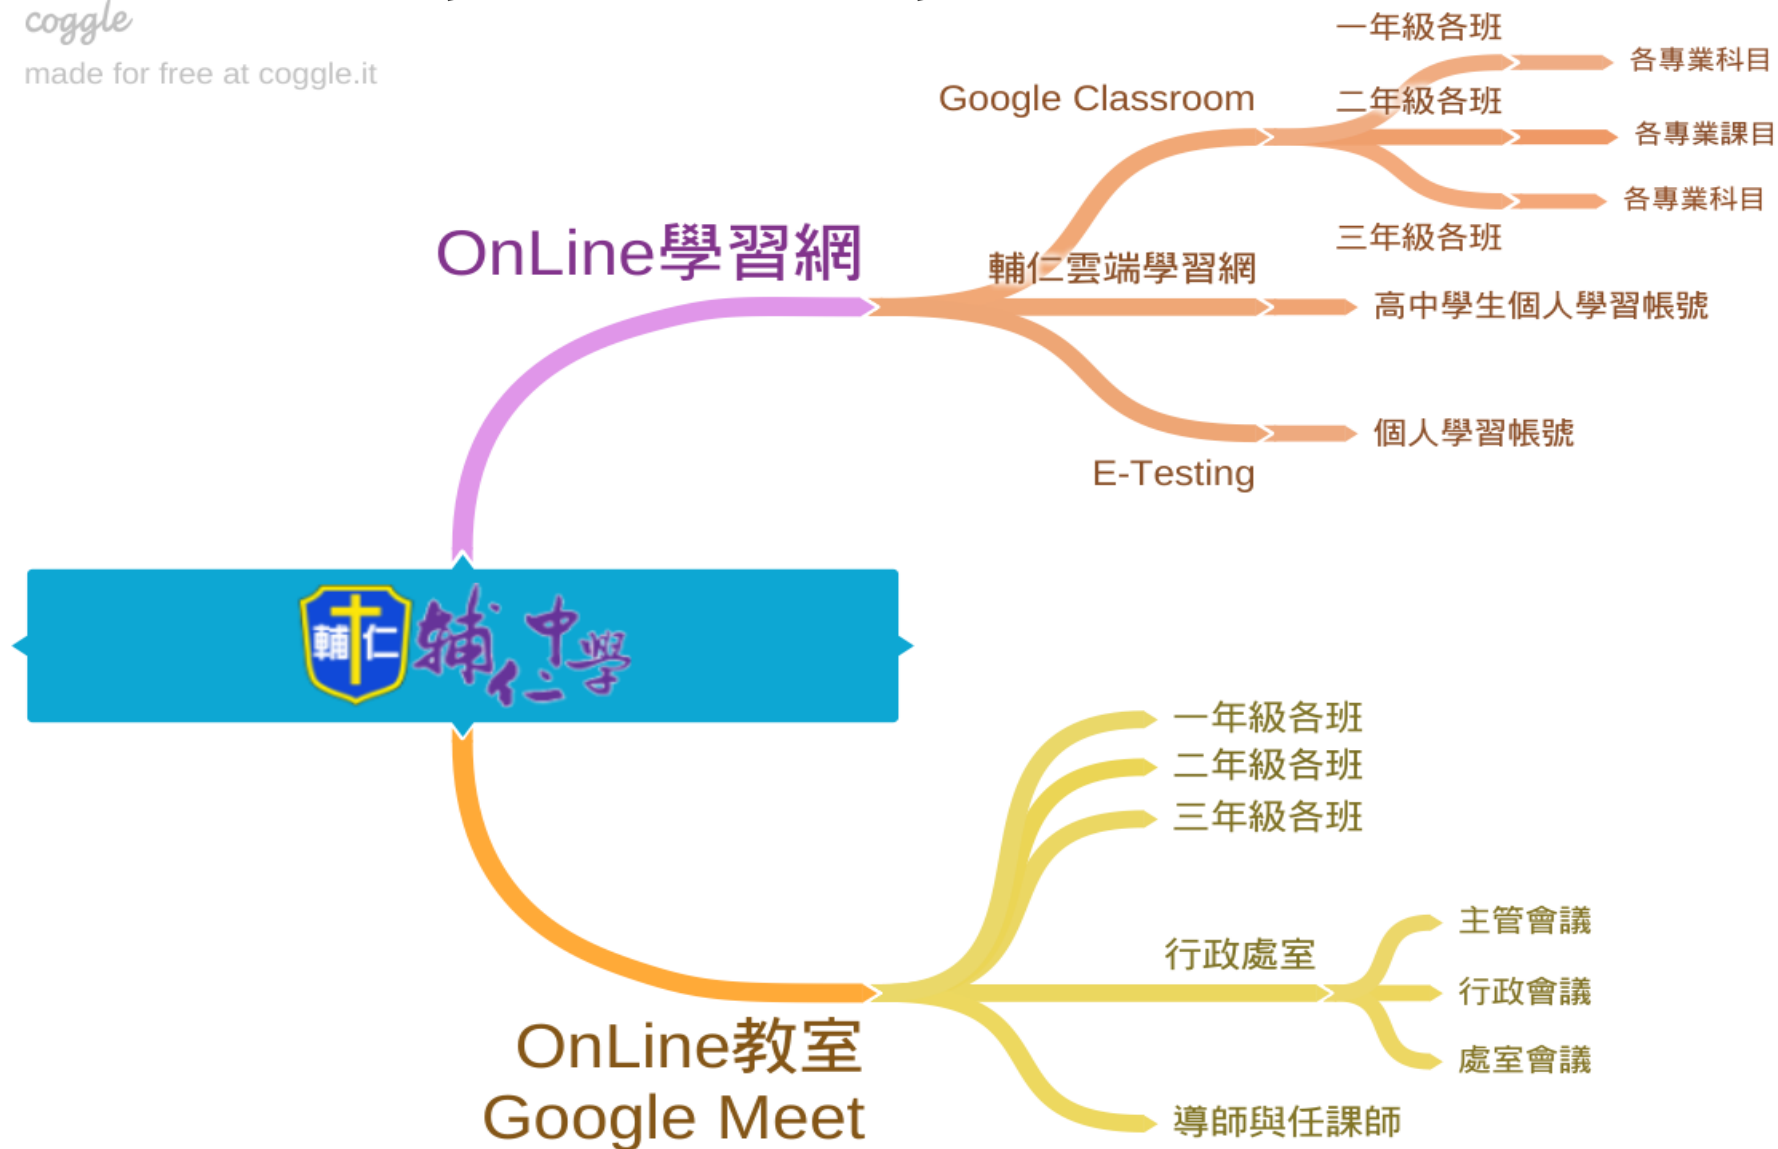 coggle
made for free at coggle.it
一年級各班
各專業科目
Google Classroom
二年級各班
各專業課目
各專業科目
三年級各班
OnLine學習網
輔仁雲端學習網
高中學生個人學習帳號
個人學習帳號
E-Testing
輔仁
輔仁中學
一年級各班
二年級各班
三年級各班
行政處室
主管會議
行政會議
處室會議
OnLine教室
Google Meet
導師與任課師